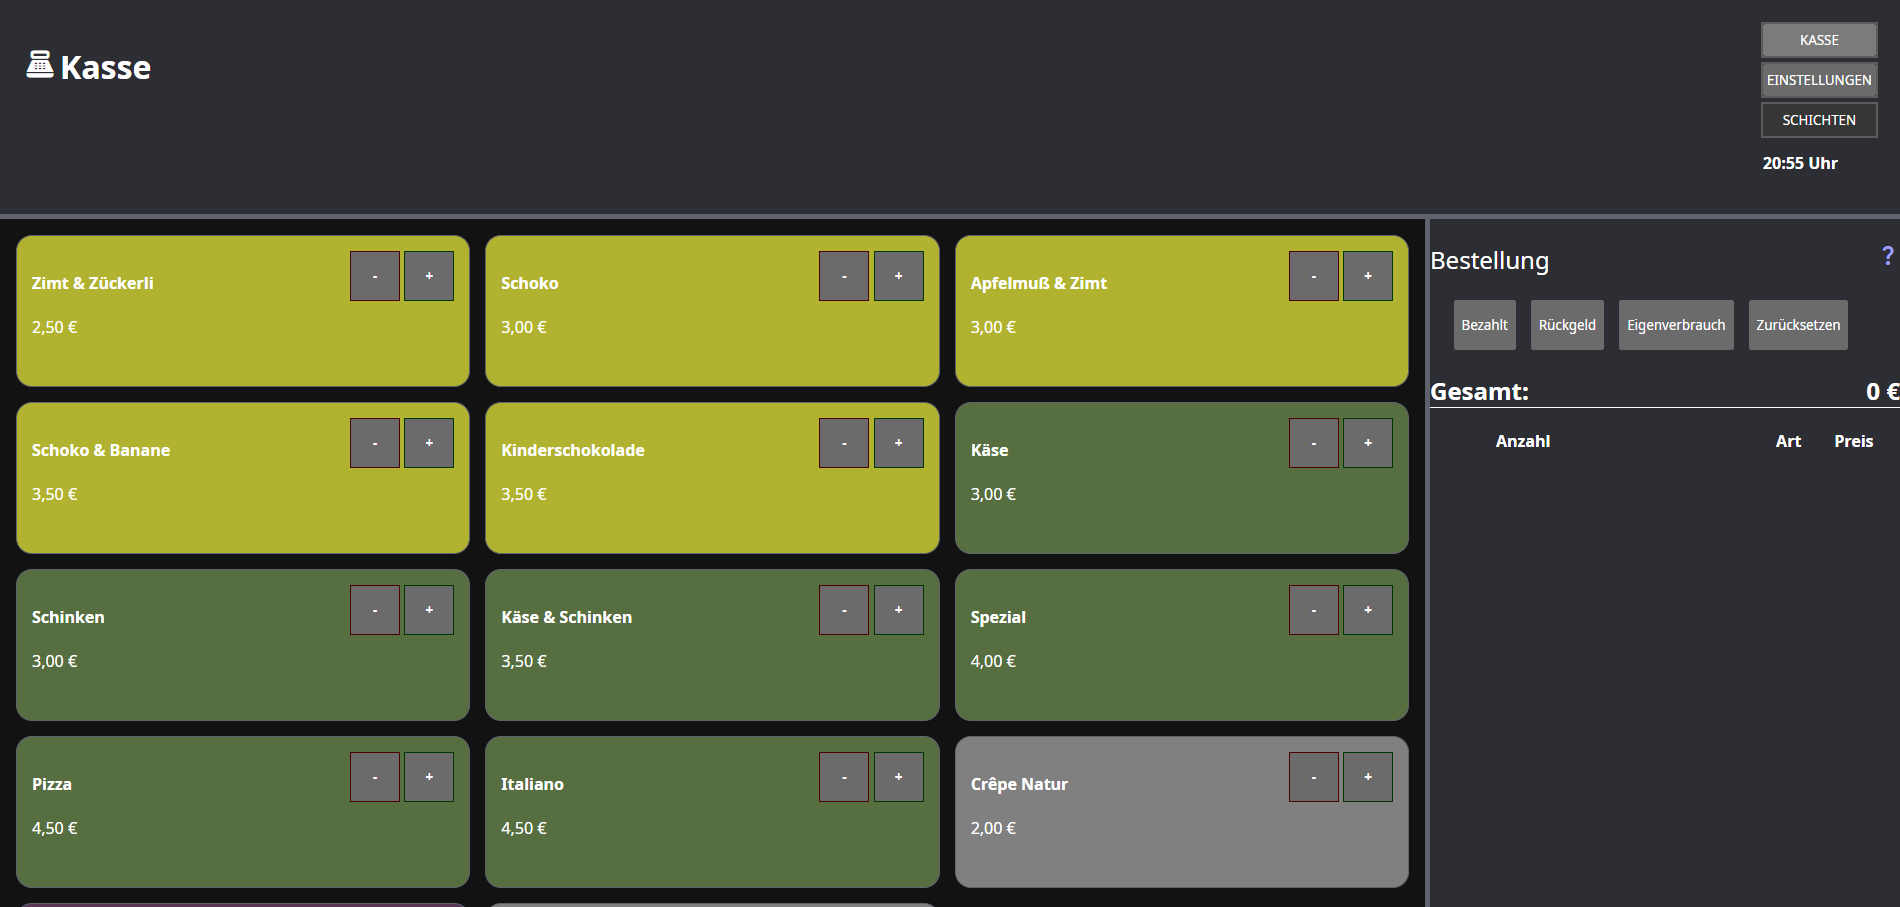 Kasse
KASSE
EINSTELLUNGEN
SCHICHTEN
20:55 Uhr
Zimt & Zückerli
- +
2,50 €
Schoko
- +
3,00 €
Apfelmuß & Zimt
- +
3,00 €
Schoko & Banane
- +
3,50 €
Kinderschokolade
- +
3,50 €
Käse
- +
3,00 €
Schinken
- +
3,00 €
Käse & Schinken
- +
3,50 €
Spezial
- +
4,00 €
Pizza
- +
4,50 €
Italiano
- +
4,50 €
Crêpe Natur
- +
2,00 €
Bestellung ?
Bezahlt Rückgeld Eigenverbrauch Zurücksetzen
Gesamt: 0 €
Anzahl Art Preis